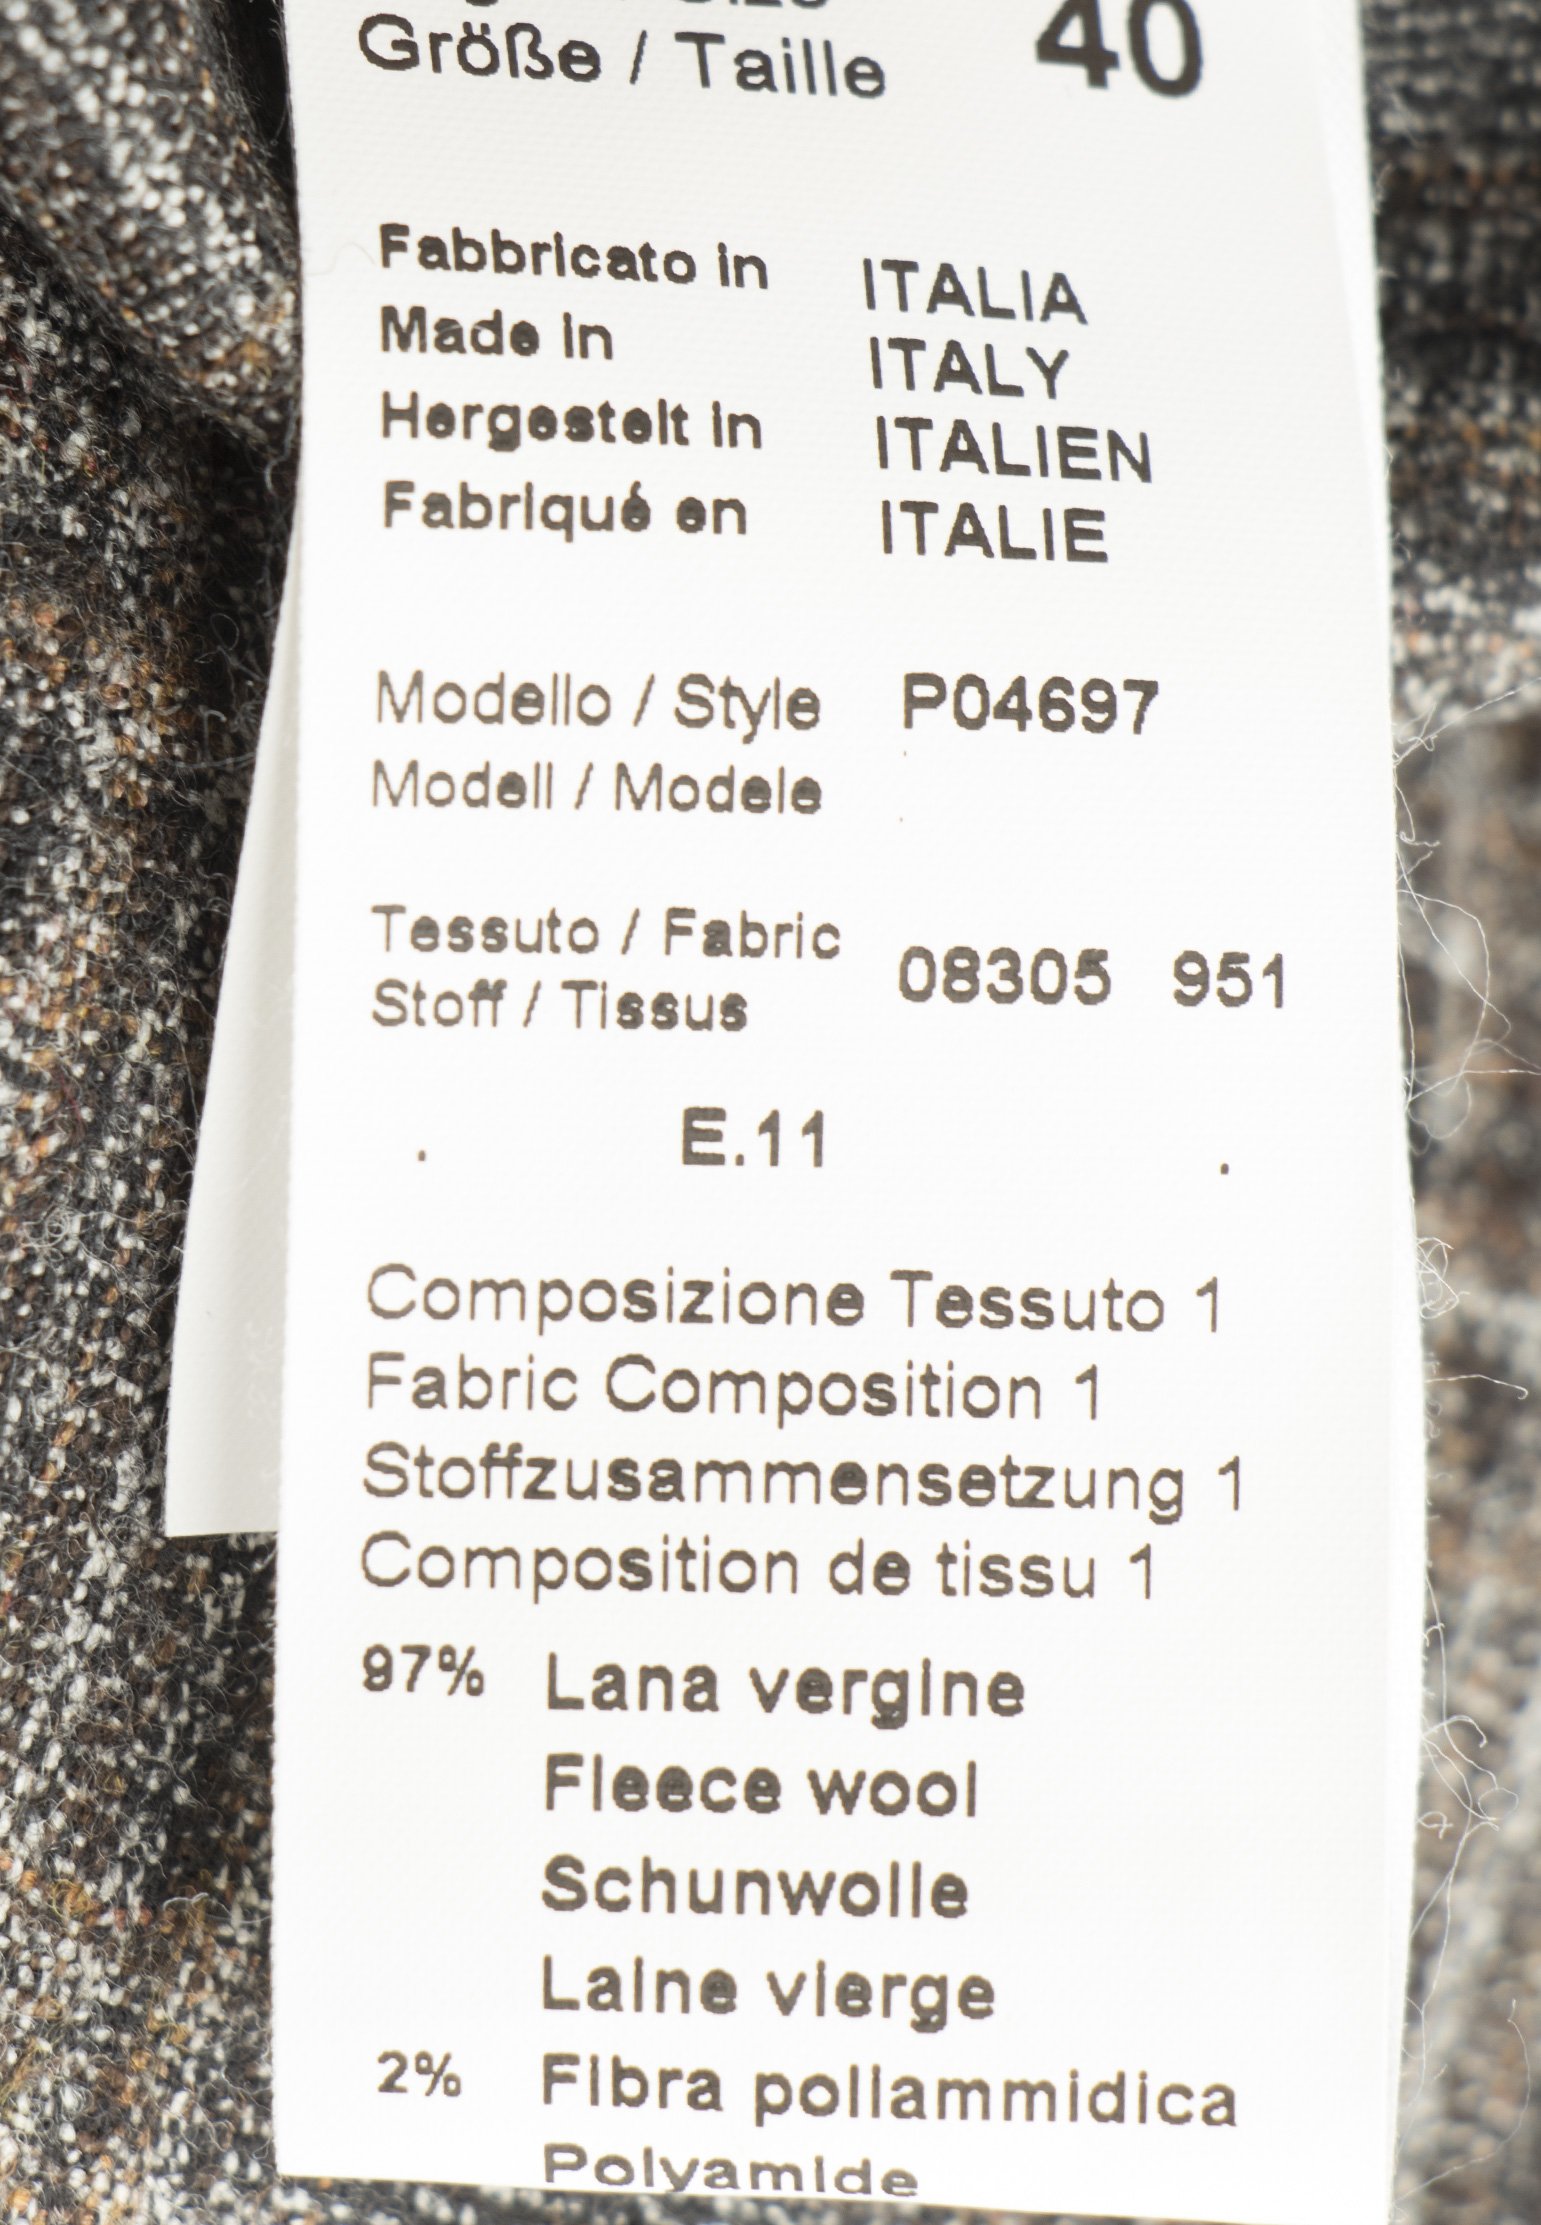 Größe / Taille 40
Fabbricato in ITALIA
Made in ITALY
Hergestelt in ITALIEN
Fabriqué en ITALIE
Modello / Style P04697
Modell / Modele
Tessuto / Fabric 08305 951
Stoff / Tissus
. E.11 .
Composizione Tessuto 1
Fabric Composition 1
Stoffzusammensetzung 1
Composition de tissu 1
97% Lana vergine
Fleece wool
Schunwolle
Laine vierge
2% Fibra poliammidica
Polyamide